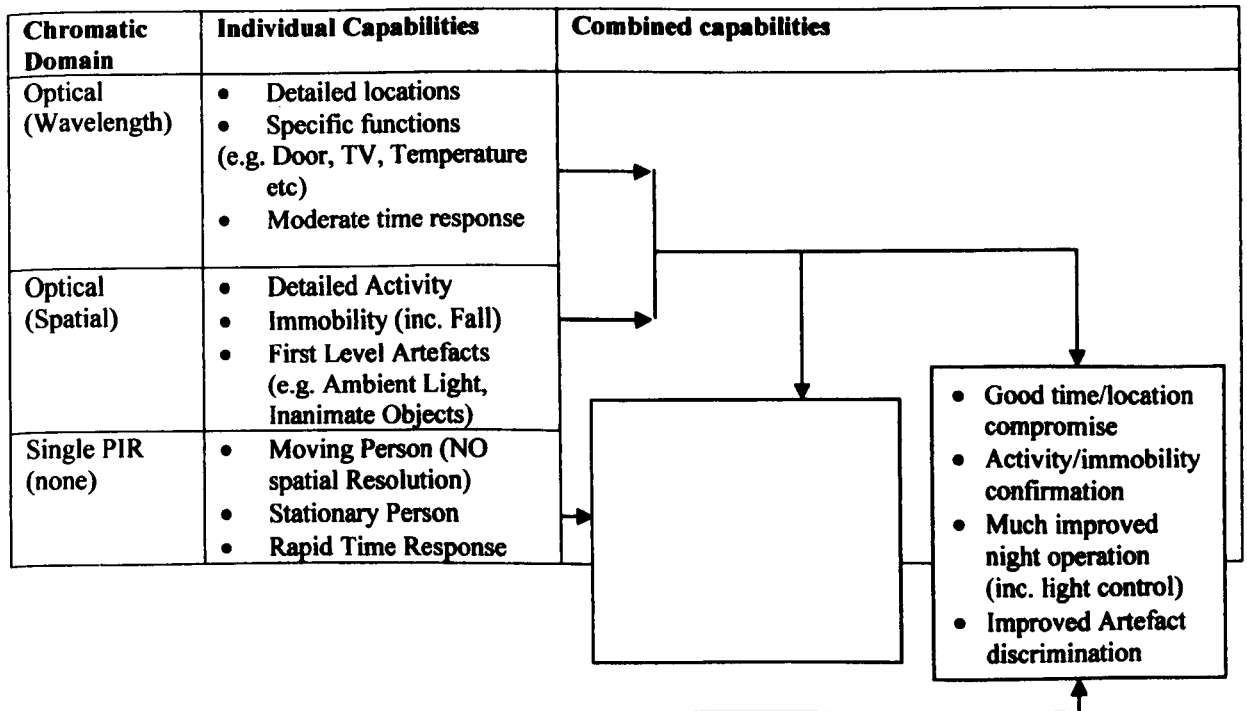 Chromatic Domain
Individual Capabilities
Combined capabilities
Optical
(Wavelength)
• Detailed locations
• Specific functions
(e.g. Door, TV, Temperature
etc)
• Moderate time response
Optical
(Spatial)
• Detailed Activity
• Immobility (inc. Fall)
• First Level Artefacts
(e.g. Ambient Light,
Inanimate Objects)
Single PIR
(none)
• Moving Person (NO
spatial Resolution)
• Stationary Person
• Rapid Time Response
• Good time/location
compromise
• Activity/immobility
confirmation
• Much improved
night operation
(inc. light control)
• Improved Artefact
discrimination